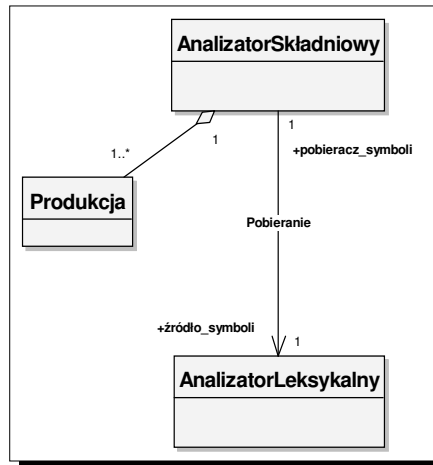 AnalizatorSkładniowy
1
1
1..*
+pobieracz_symboli
Produkcja
Pobieranie
+źródło_symboli
1
AnalizatorLeksykalny